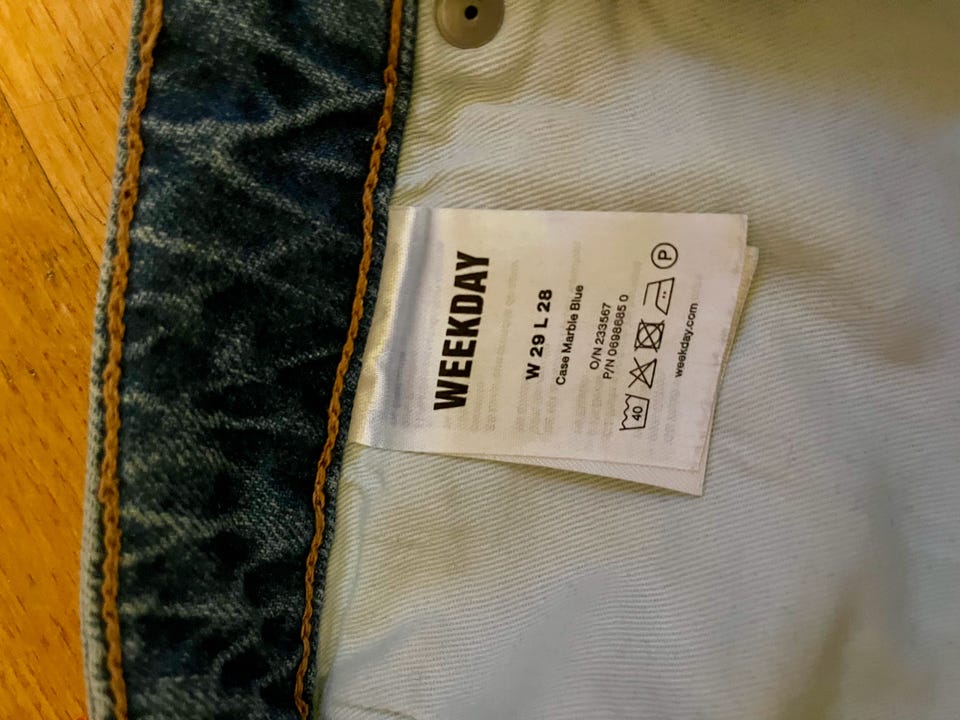 WEEKDAY
W 29 L 28
Case Marble Blue
O/N 233567
P/N 0698685 0
40 P
weekday.com